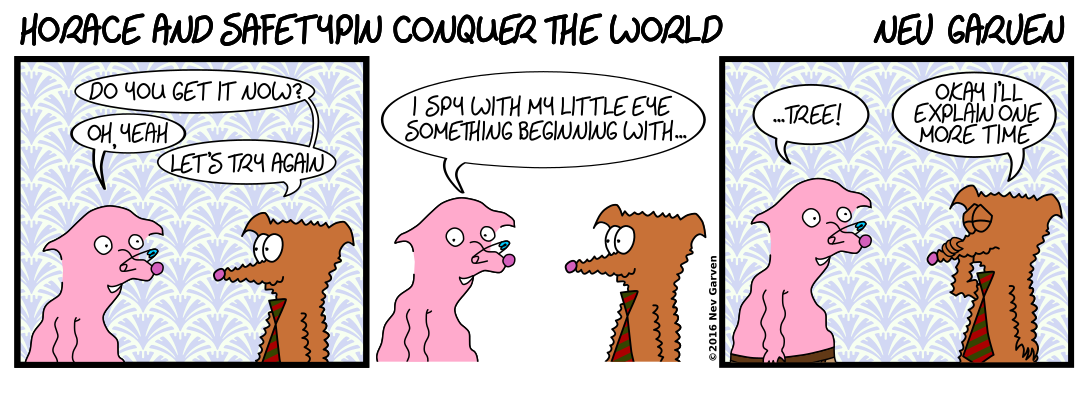 HORACE AND SAFETYPIN CONQUER THE WORLD
NEV GARVEN
DO YOU GET IT NOW?
OH, YEAH
LET'S TRY AGAIN
I SPY WITH MY LITTLE EYE
SOMETHING BEGINNING WITH...
©2016 Nev Garven
...TREE!
OKAY I'LL
EXPLAIN ONE
MORE TIME